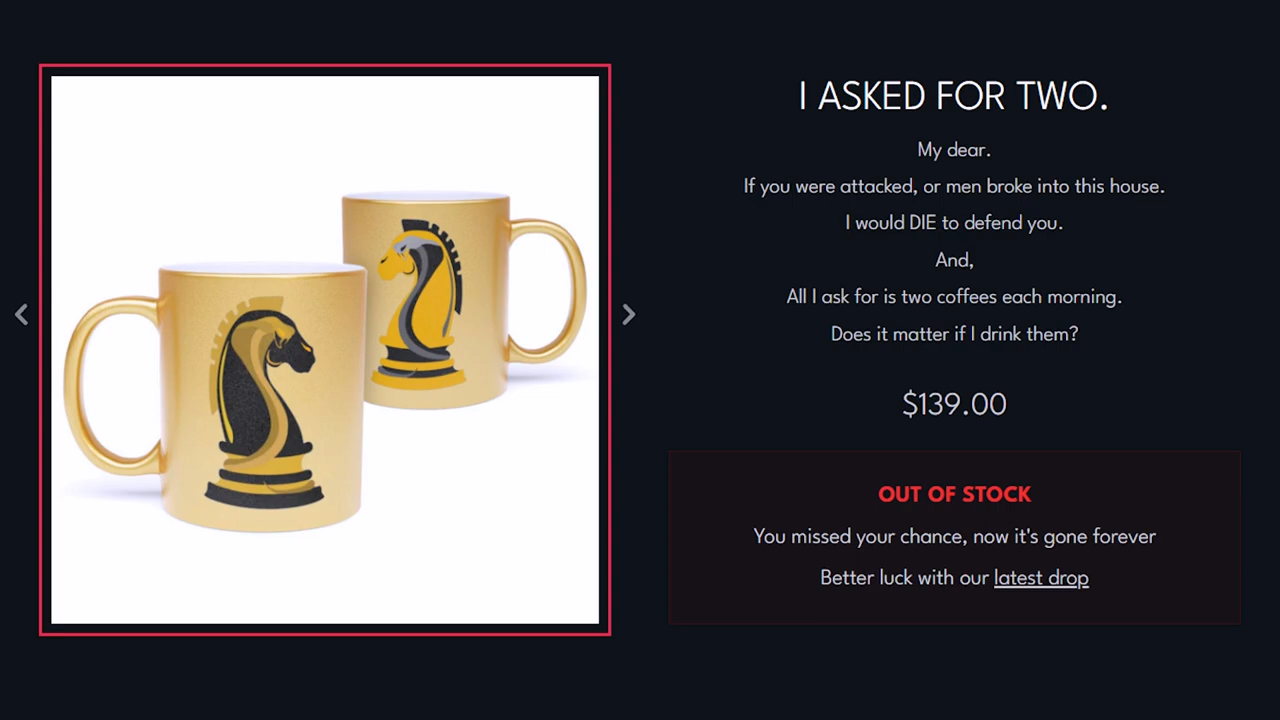 I ASKED FOR TWO.
My dear.
If you were attacked, or men broke into this house.
I would DIE to defend you.
And,
All I ask for is two coffees each morning.
Does it matter if I drink them?
$139.00
OUT OF STOCK
You missed your chance, now it's gone forever
Better luck with our latest drop